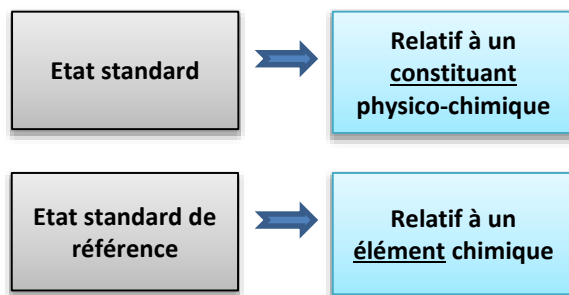 Etat standard
Relatif à un
constituant
physico-chimique
Etat standard de
référence
Relatif à un
élément chimique